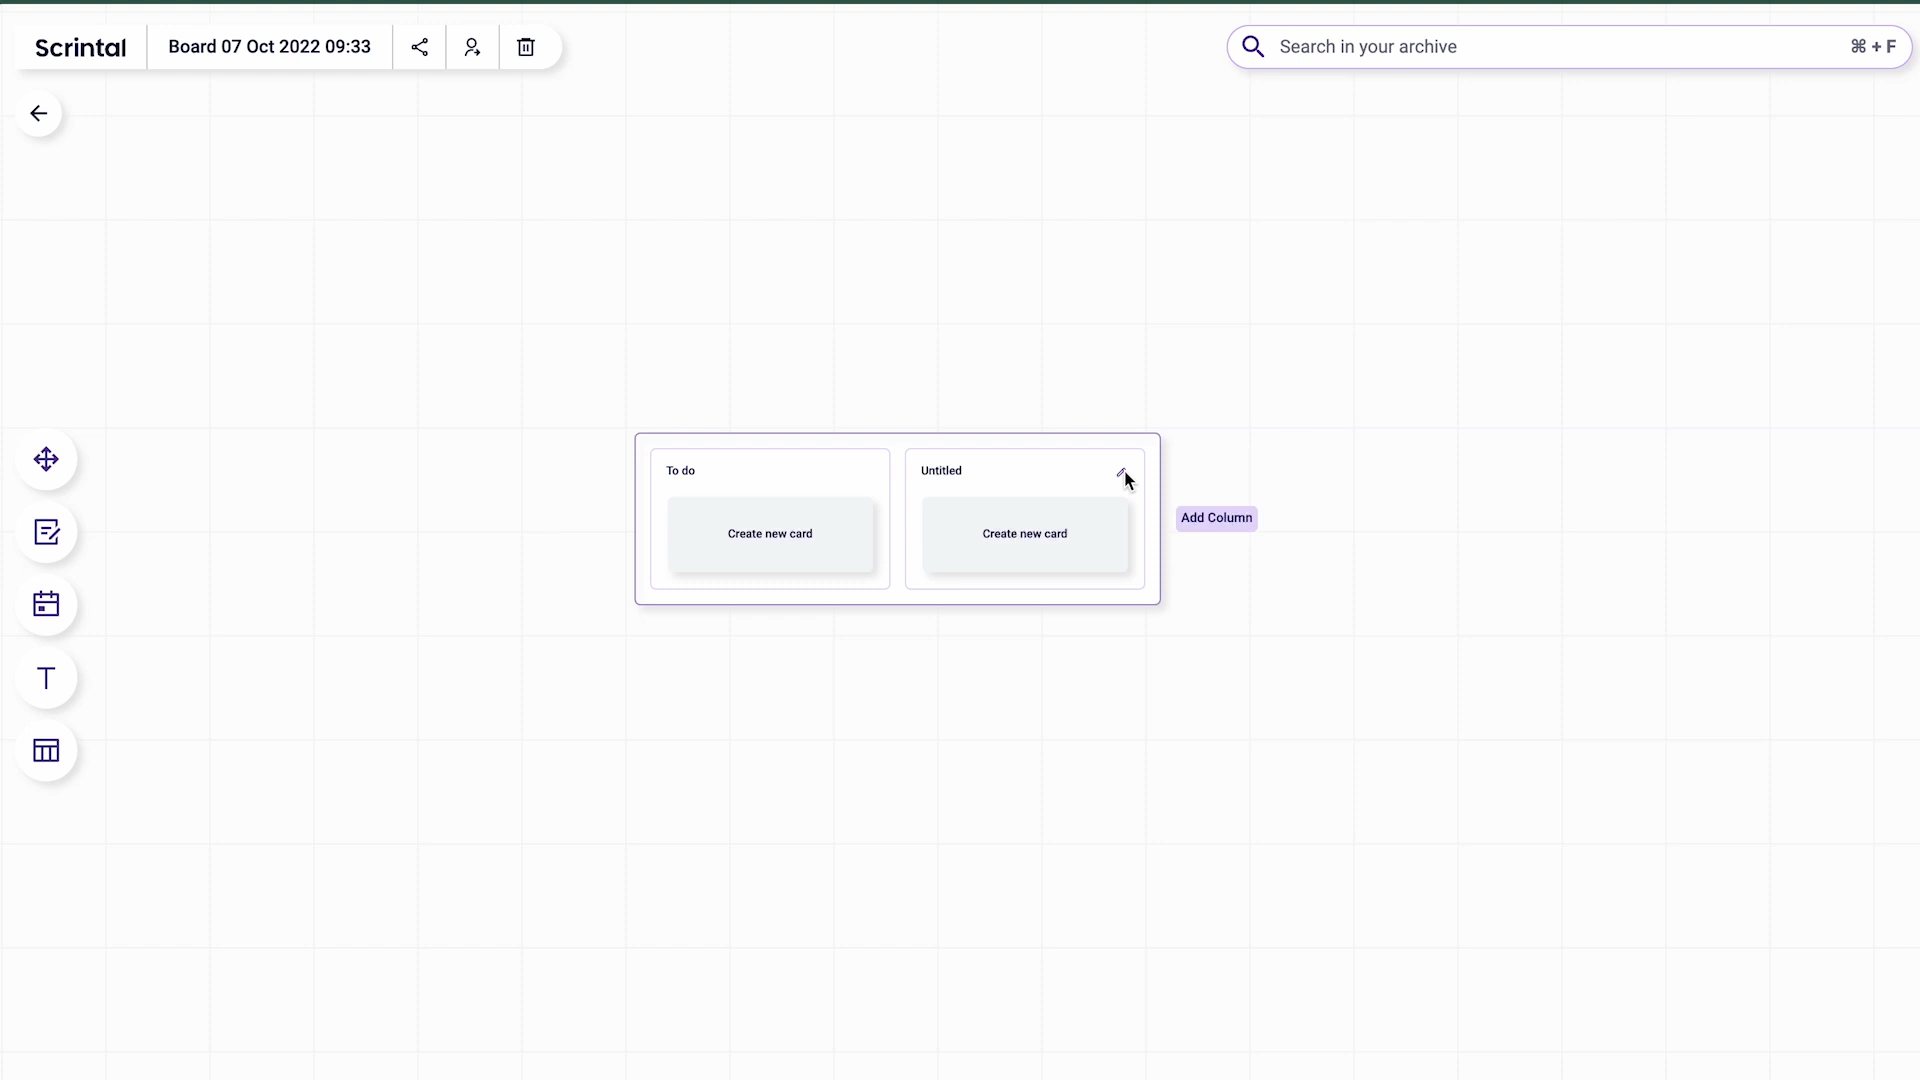 Scrintal
Board 07 Oct 2022 09:33
Search in your archive
⌘ + F
To do
Untitled
Create new card
Create new card
Add Column
T